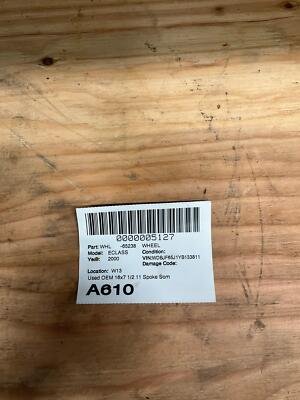 0000005127
Part: WHL -65238 WHEEL
Model: ECLASS Condition:
Year: 2000 VIN:WDBJF65J1YB133811
Damage Code:
Location: W13
Used OEM 16x7 1/2 11 Spoke Som
A610